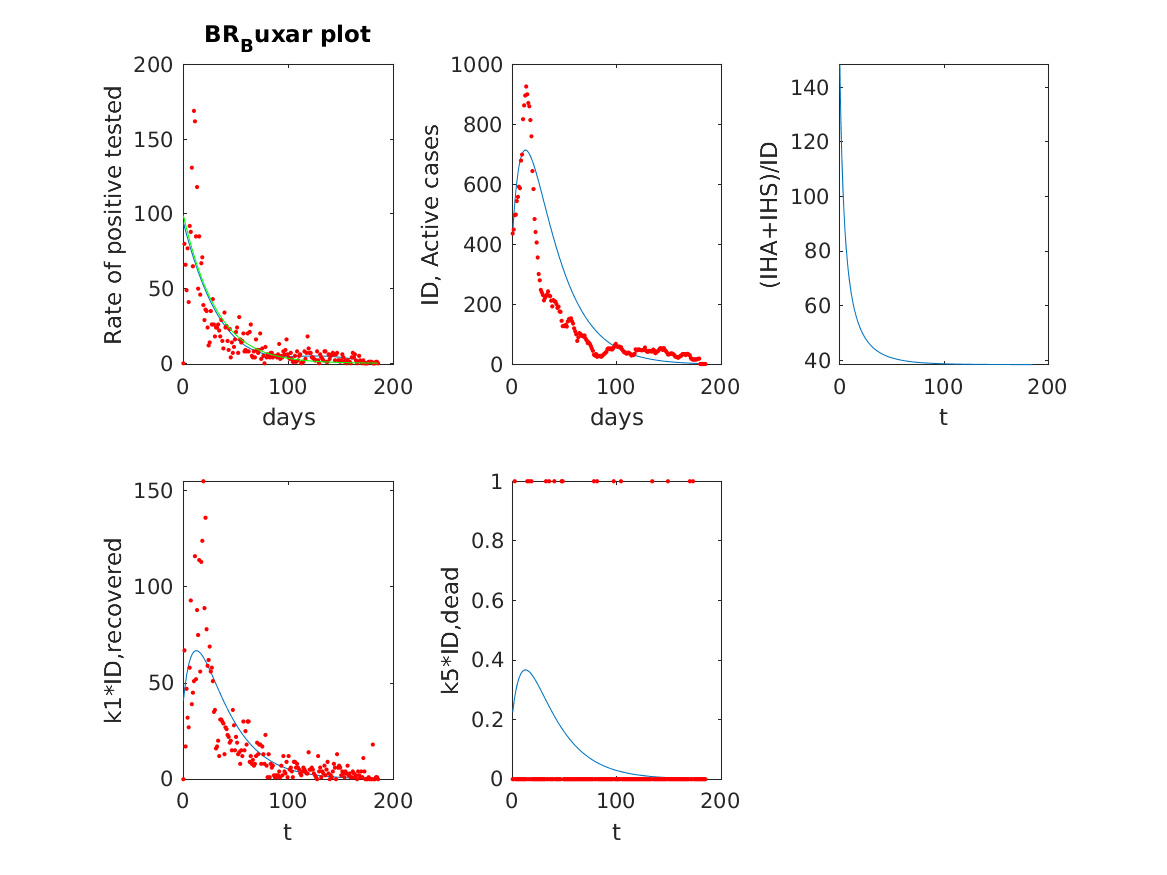 BR_Buxar plot
Rate of positive tested
200
150
100
50
0
0 100 200
days
ID, Active cases
1000
800
600
400
200
0
0 100 200
days
(IHA+IHS)/ID
140
120
100
80
60
40
0 100 200
t
k1*ID,recovered
150
100
50
0
0 100 200
t
k5*ID,dead
1
0.8
0.6
0.4
0.2
0
0 100 200
t